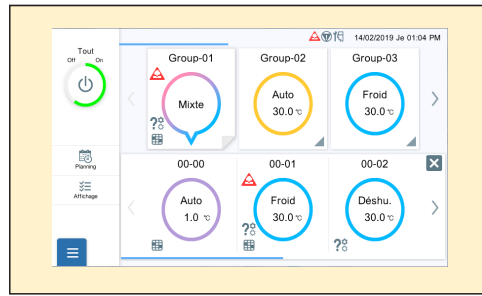 14/02/2019 Je 01:04 PM
Tout
Off On
Group-01
Group-02
Group-03
Mixte
Auto
30.0 °C
Froid
30.0 °C
Planning
Affichage
00-00
00-01
00-02
Auto
1.0 °C
Froid
30.0 °C
Déshu.
30.0 °C